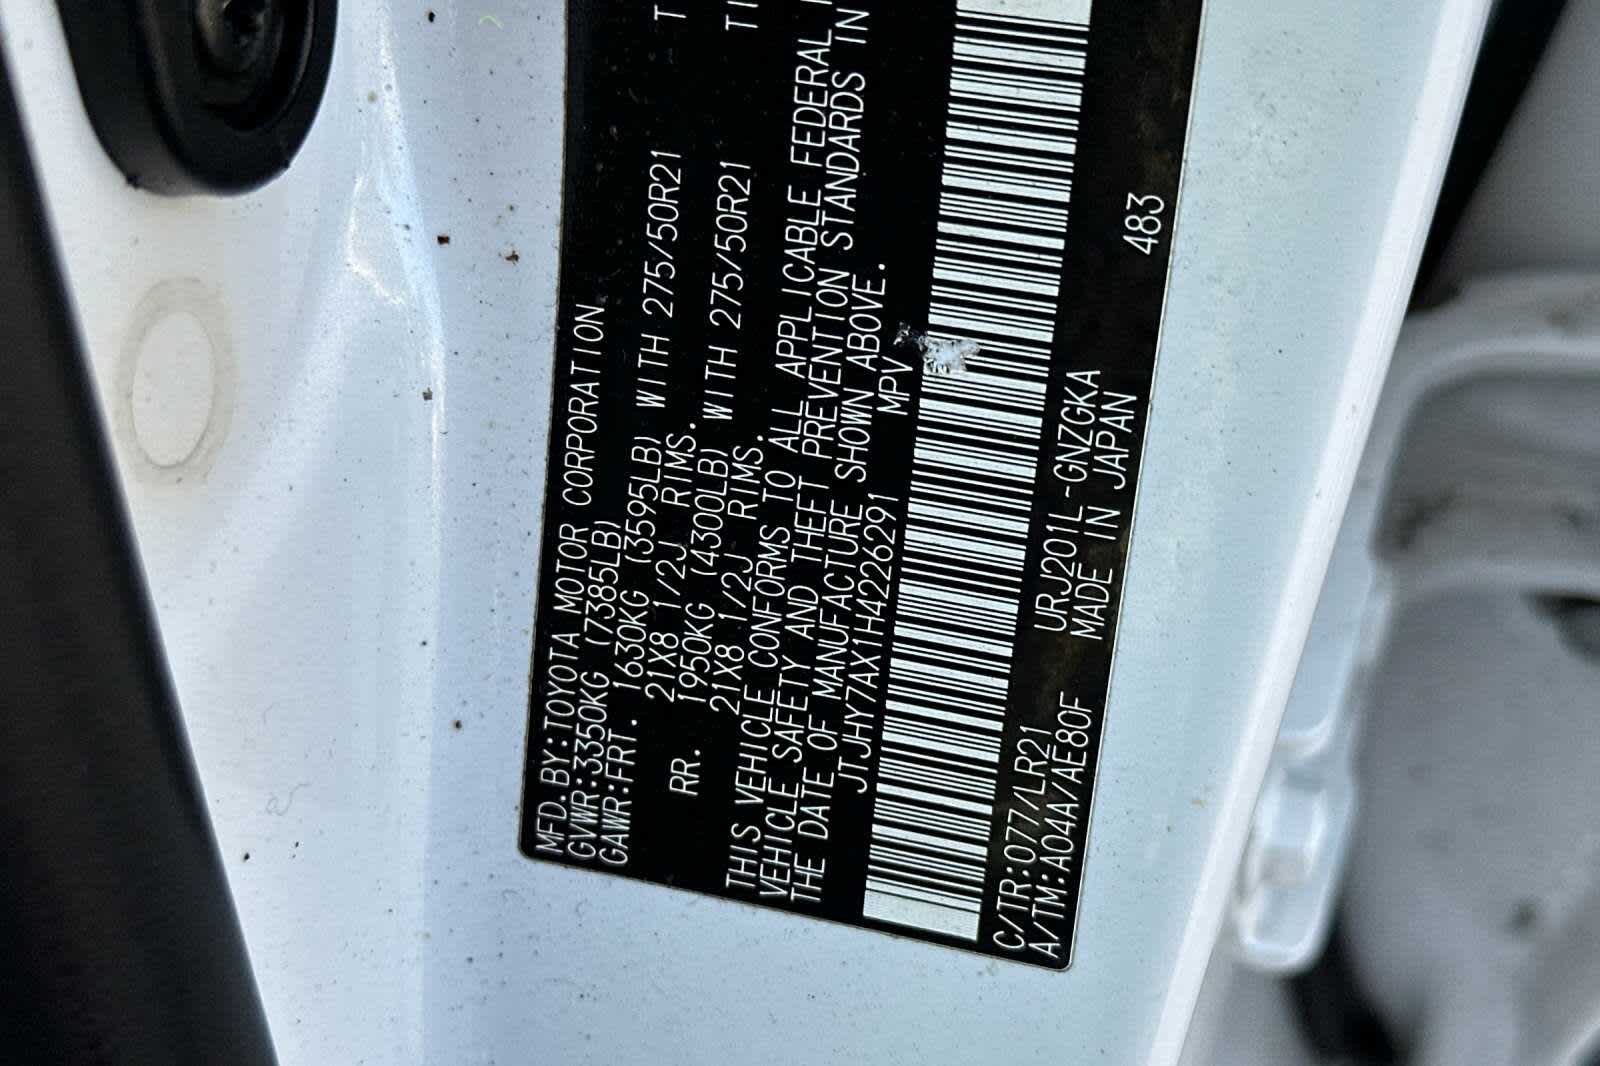 MFD.BY:TOYOTA MOTOR CORPORATION
GVWR:3350KG (7385LB)
GAWR:FRT. 1630KG (3595LB) WITH 275/50R21 T
21X8 1/2J RIMS.
RR. 1950KG (4300LB) WITH 275/50R21 TI
21X8 1/2J RIMS.
THIS VEHICLE CONFORMS TO ALL APPLICABLE FEDERAL
VEHICLE SAFETY AND THEFT PREVENTION STANDARDS IN
THE DATE OF MANUFACTURE SHOWN ABOVE.
JTJHY7AX1H4226291 MPV
C/TR:077/LR21 URJ201L-GNZGKA 483
A/TM:A04A/AE80F MADE IN JAPAN